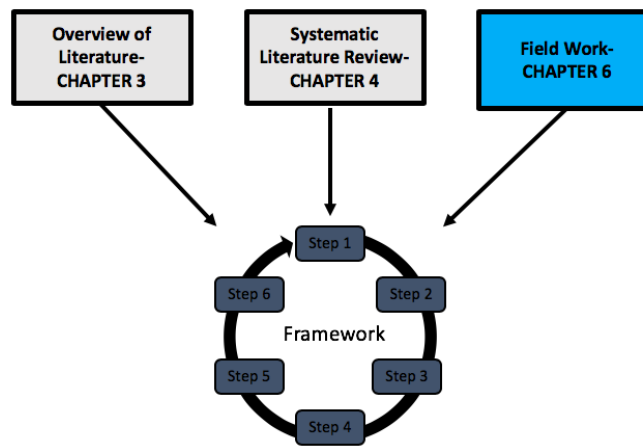 Overview of
Literature-
CHAPTER 3
Systematic
Literature Review-
CHAPTER 4
Field Work-
CHAPTER 6
Step 1
Step 6
Step 2
Framework
Step 5
Step 3
Step 4